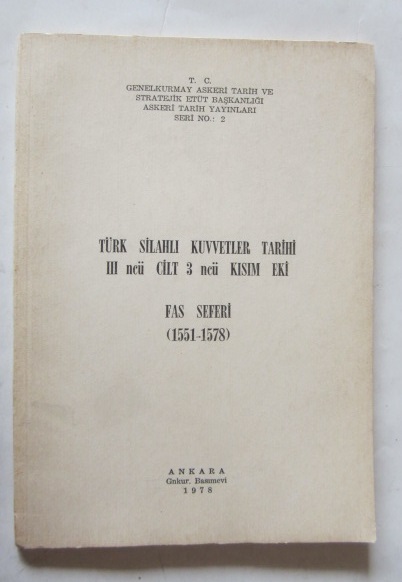 T. C.
GENELKURMAY ASKERİ TARİH VE
STRATEJİK ETÜT BAŞKANLIĞI
ASKERİ TARİH YAYINLARI
SERİ NO.: 2
TÜRK SİLAHLI KUVVETLER TARİHİ
III ncü CİLT 3 ncü KISIM EKİ
FAS SEFERİ
(1551-1578)
ANKARA
Gnkur. Basımevi
1978